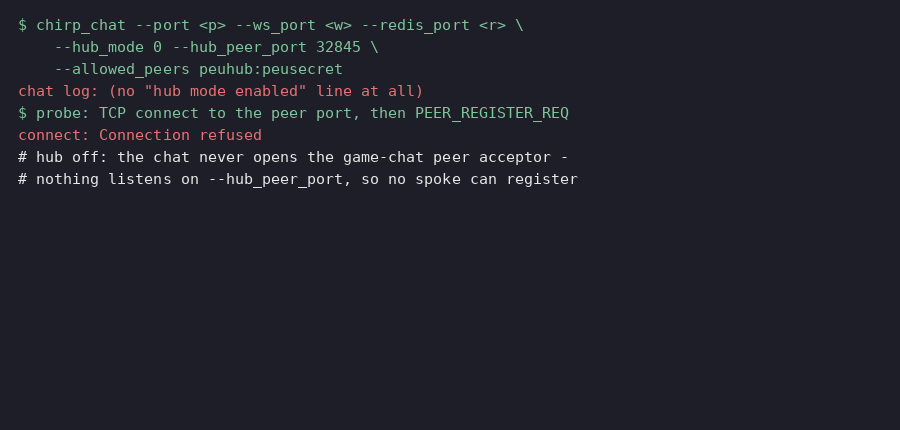 $ chirp_chat --port <p> --ws_port <w> --redis_port <r> \
    --hub_mode 0 --hub_peer_port 32845 \
    --allowed_peers peuhub:peusecret
chat log: (no "hub mode enabled" line at all)
$ probe: TCP connect to the peer port, then PEER_REGISTER_REQ
connect: Connection refused
# hub off: the chat never opens the game-chat peer acceptor -
# nothing listens on --hub_peer_port, so no spoke can register